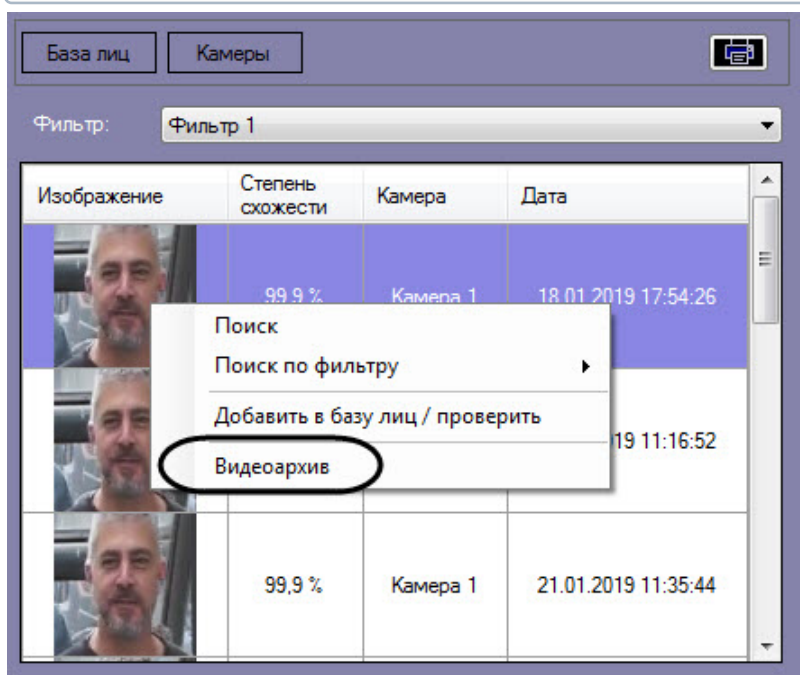 База лиц
Камеры
Фильтр:
Фильтр 1
Изображение
Степень
схожести
Камера
Дата
99,9 %
Камера 1
18.01.2019 17:54:26
Поиск
Поиск по фильтру
Добавить в базу лиц / проверить
19 11:16:52
Видеоархив
99,9 %
Камера 1
21.01.2019 11:35:44